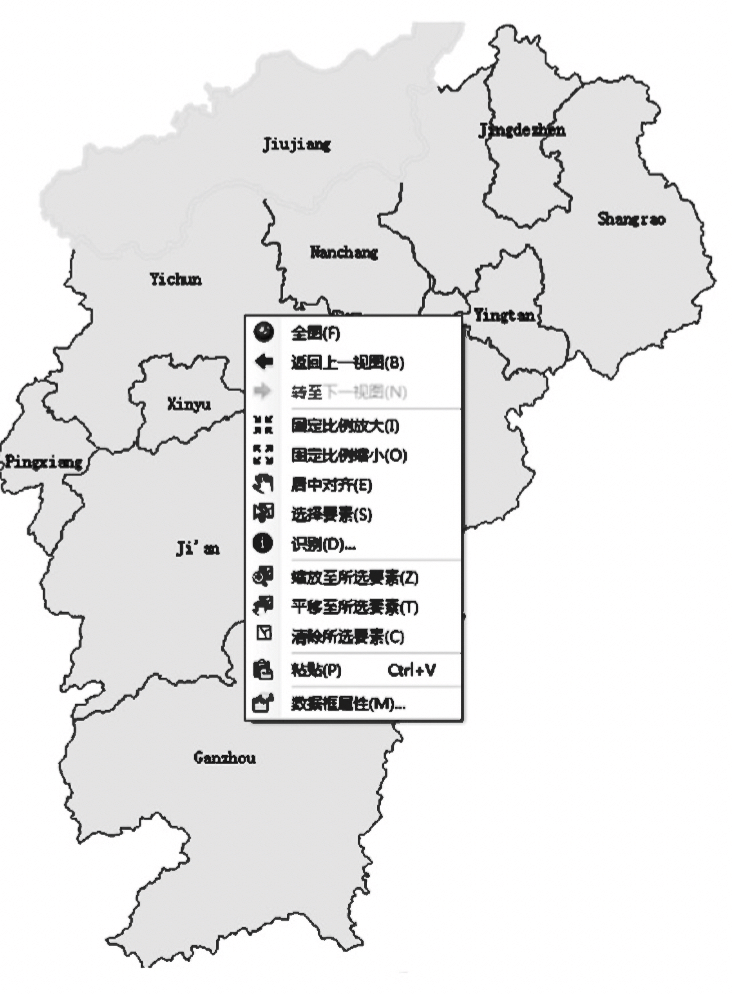 Jingdezhen
Jiujiang
Shangrao
Nanchang
Yichun
Yingtan
Xinyu
Pingxiang
Ji'an
Ganzhou
全图(F)
返回上一视图(B)
转至下一视图(N)
固定比例放大(I)
固定比例缩小(O)
居中对齐(E)
选择要素(S)
识别(D)...
缩放至所选要素(Z)
平移至所选要素(T)
清除所选要素(C)
粘贴(P) Ctrl+V
数据框属性(M)...